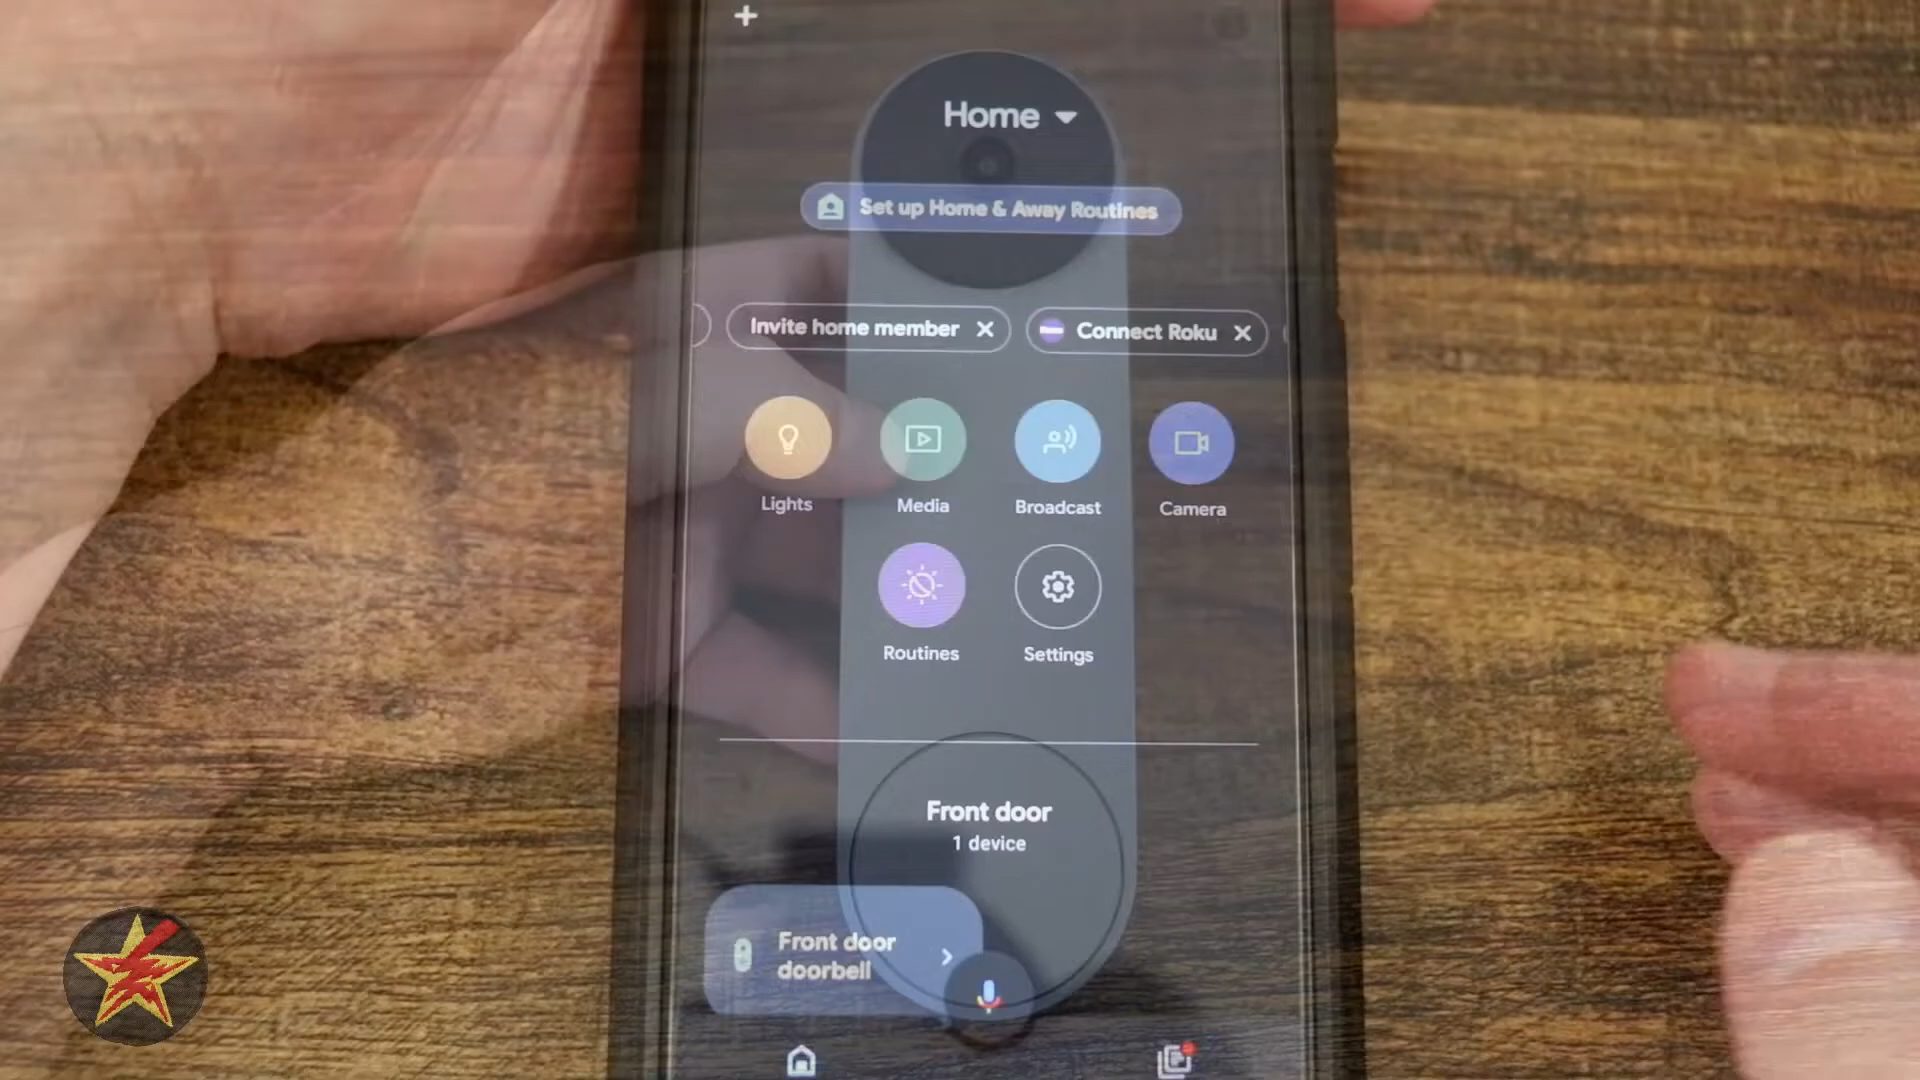 Home
Set up Home & Away Routines
Invite home member
Connect Roku
Lights
Media
Broadcast
Camera
Routines
Settings
Front door
1 device
Front door
doorbell